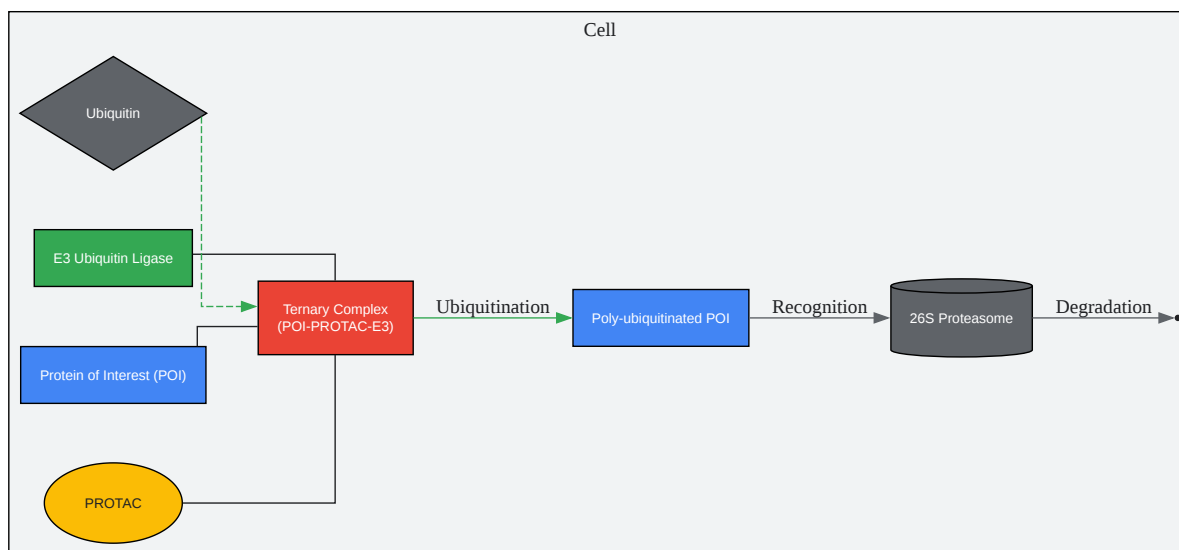 Cell
Ubiquitin
E3 Ubiquitin Ligase
Ternary Complex
(POI-PROTAC-E3)
Ubiquitination
Poly-ubiquitinated POI
Recognition
26S Proteasome
Degradation
Protein of Interest (POI)
PROTAC